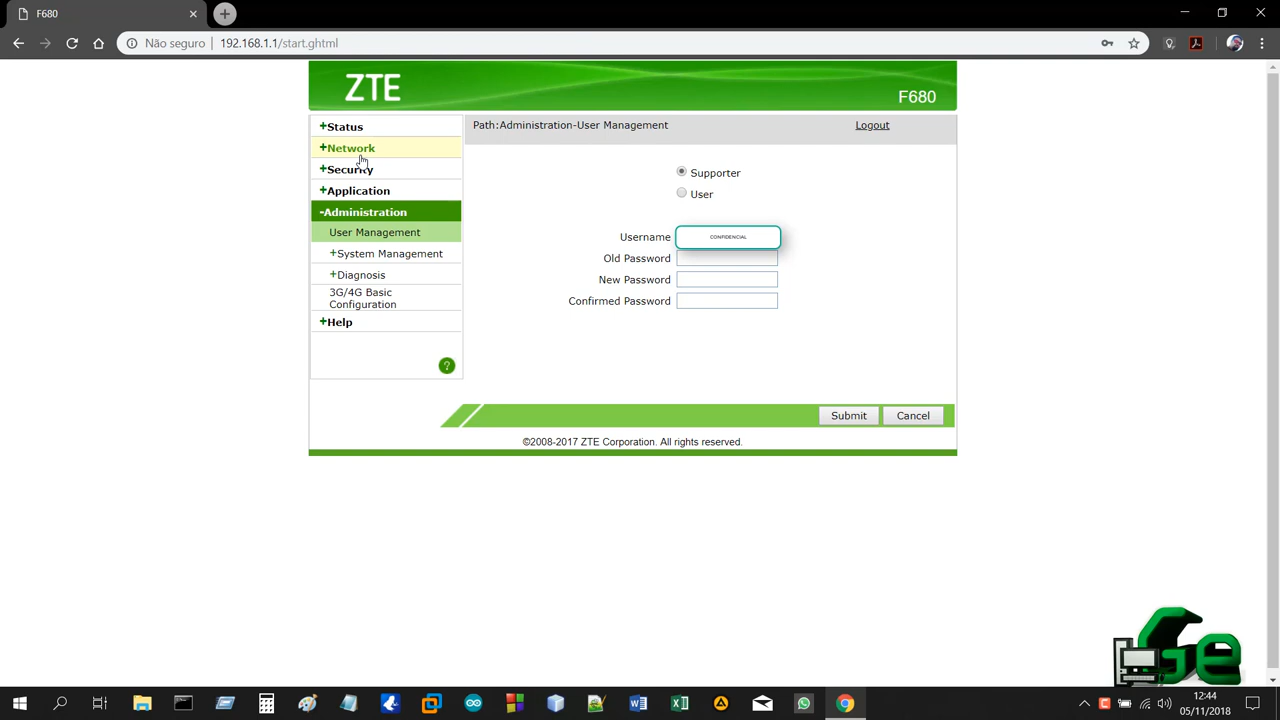 F680
Não seguro
192.168.1.1/start.ghtml
ZTE
F680
+Status
+Network
+Security
+Application
-Administration
User Management
+System Management
+Diagnosis
3G/4G Basic
Configuration
+Help
?
Path:Administration-User Management
Logout
Supporter
User
Username
CONFIDENCIAL
Old Password
New Password
Confirmed Password
Submit
Cancel
©2008-2017 ZTE Corporation. All rights reserved.
Ge
12:44
05/11/2018